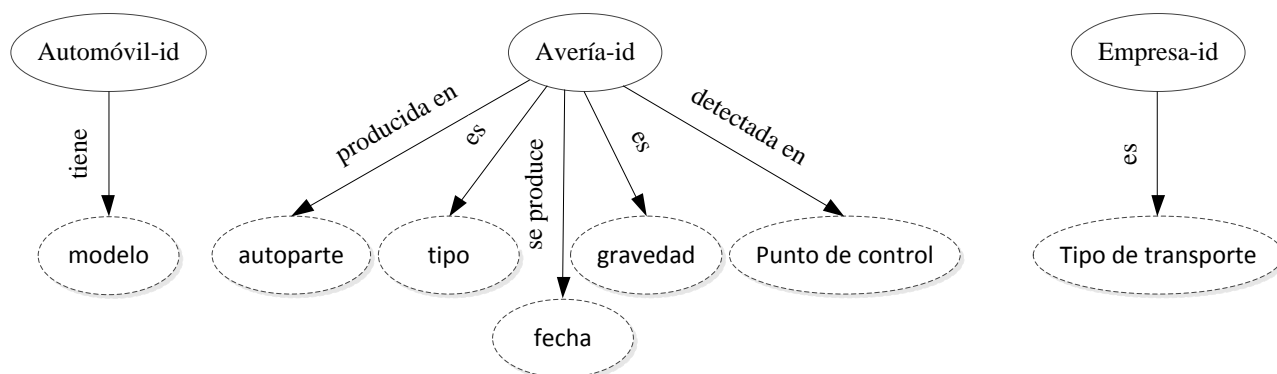 Automóvil-id
Avería-id
Empresa-id
tiene
producida en
es
se produce
es
detectada en
es
modelo
autoparte
tipo
gravedad
Punto de control
Tipo de transporte
fecha